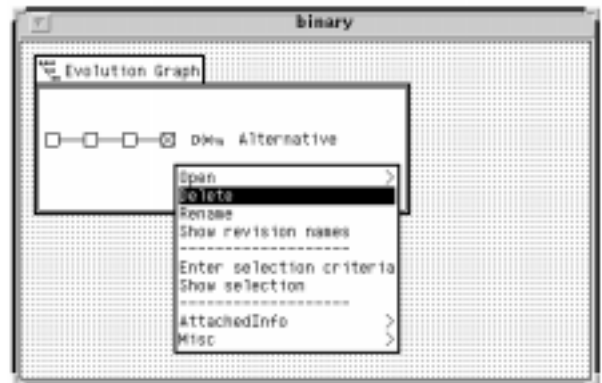 binary
Evolution Graph
Alternative
Open >
Delete
Rename
Show revision names
-------------------
Enter selection criteria
Show selection
-------------------
AttachedInfo >
Misc >